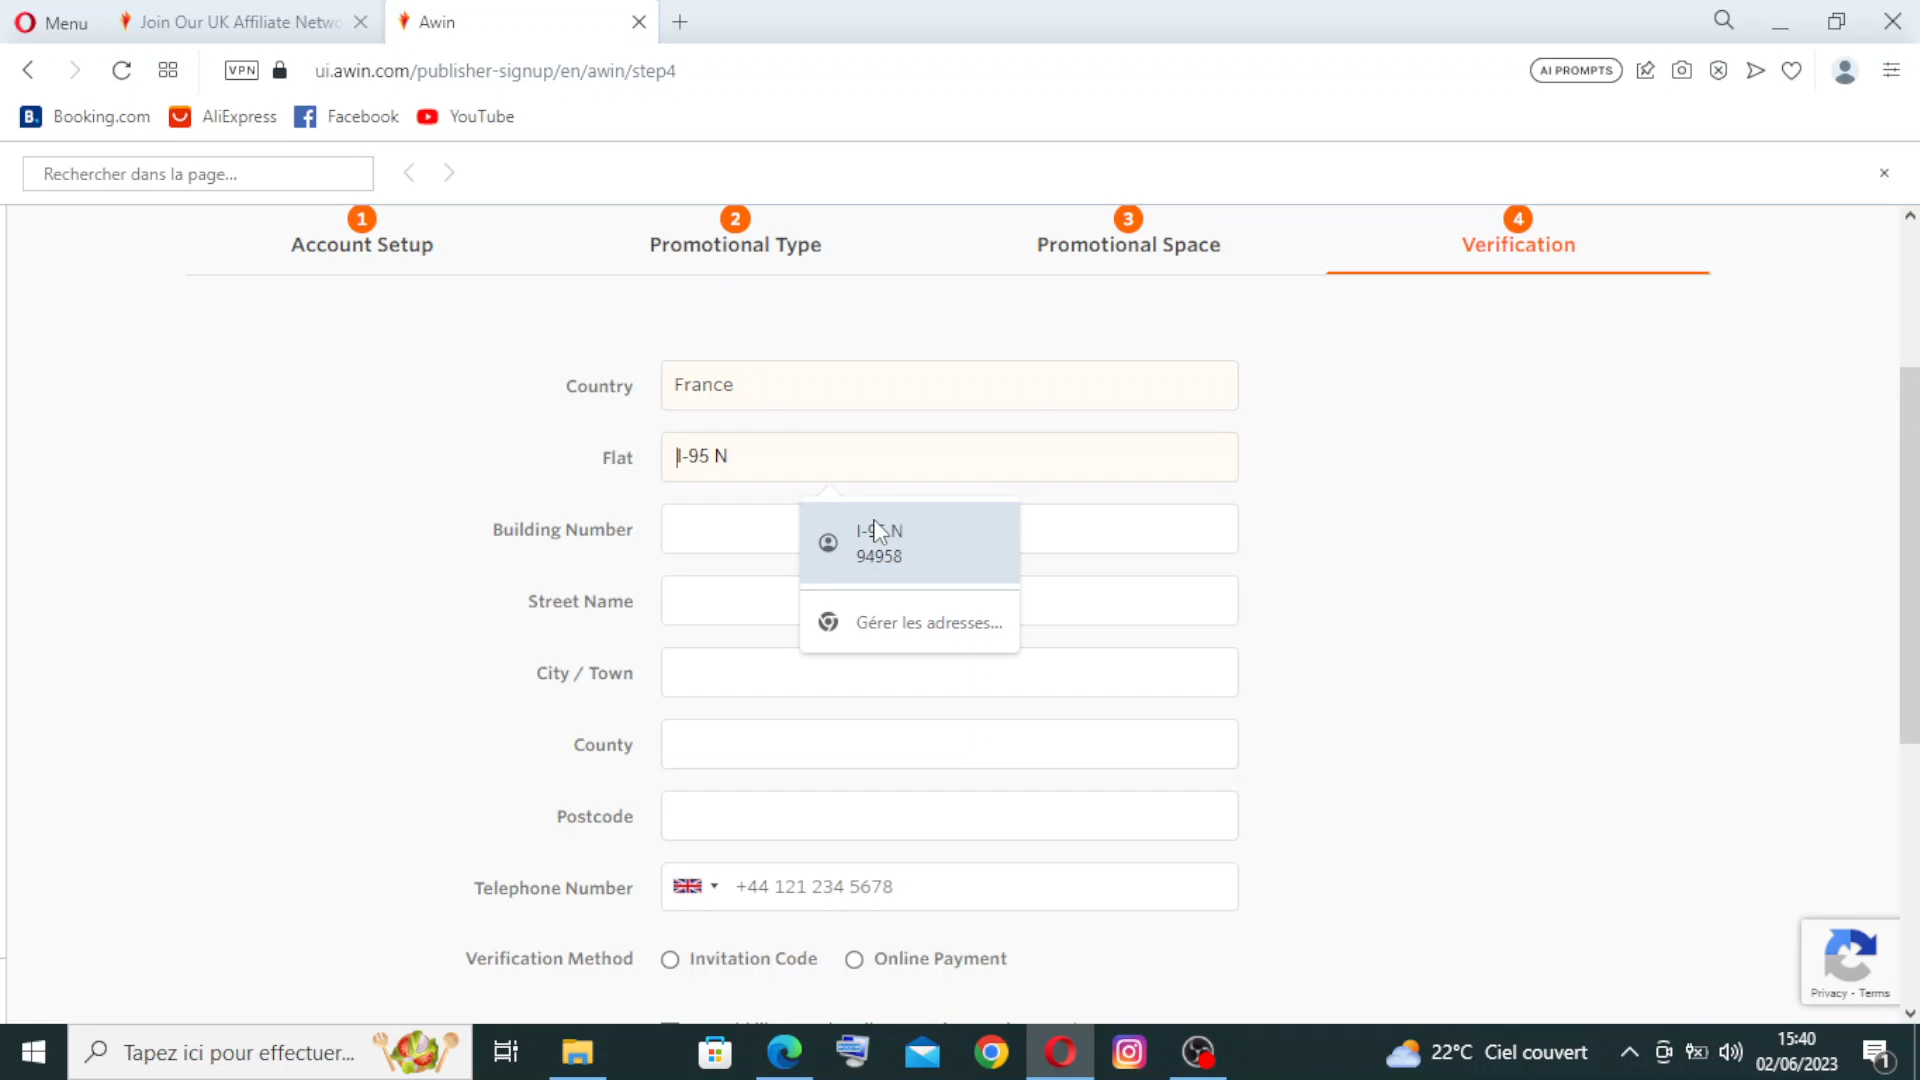 Menu
Join Our UK Affiliate Netwo
Awin
VPN
ui.awin.com/publisher-signup/en/awin/step4
AI PROMPTS
B.
Booking.com
AliExpress
Facebook
YouTube
Rechercher dans la page...
1
Account Setup
2
Promotional Type
3
Promotional Space
4
Verification
Country
France
Flat
I-95 N
Building Number
I-95 N
94958
Street Name
Gérer les adresses...
City / Town
County
Postcode
Telephone Number
+44 121 234 5678
Verification Method
Invitation Code
Online Payment
Privacy - Terms
Tapez ici pour effectuer...
22°C Ciel couvert
15:40
02/06/2023
1